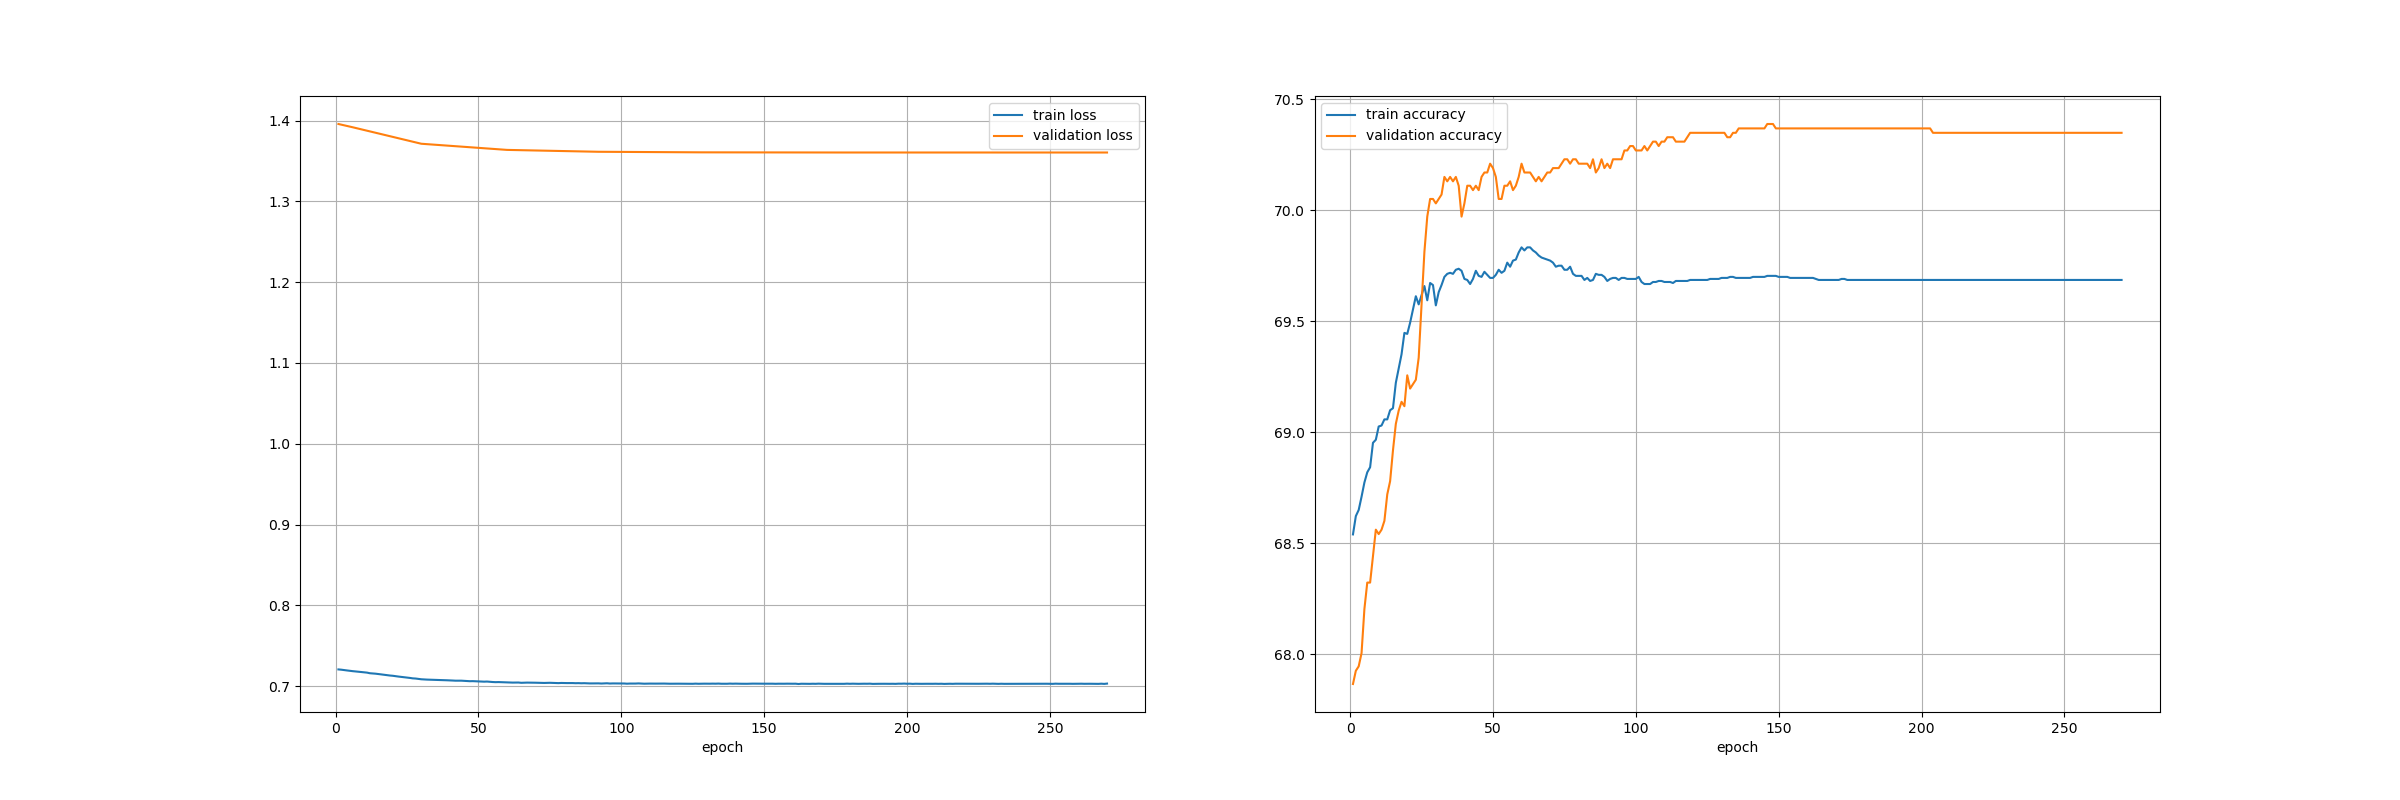 1.4
1.3
1.2
1.1
1.0
0.9
0.8
0.7
0 50 100 150 200 250
epoch
train loss
validation loss
70.5
70.0
69.5
69.0
68.5
68.0
0 50 100 150 200 250
epoch
train accuracy
validation accuracy